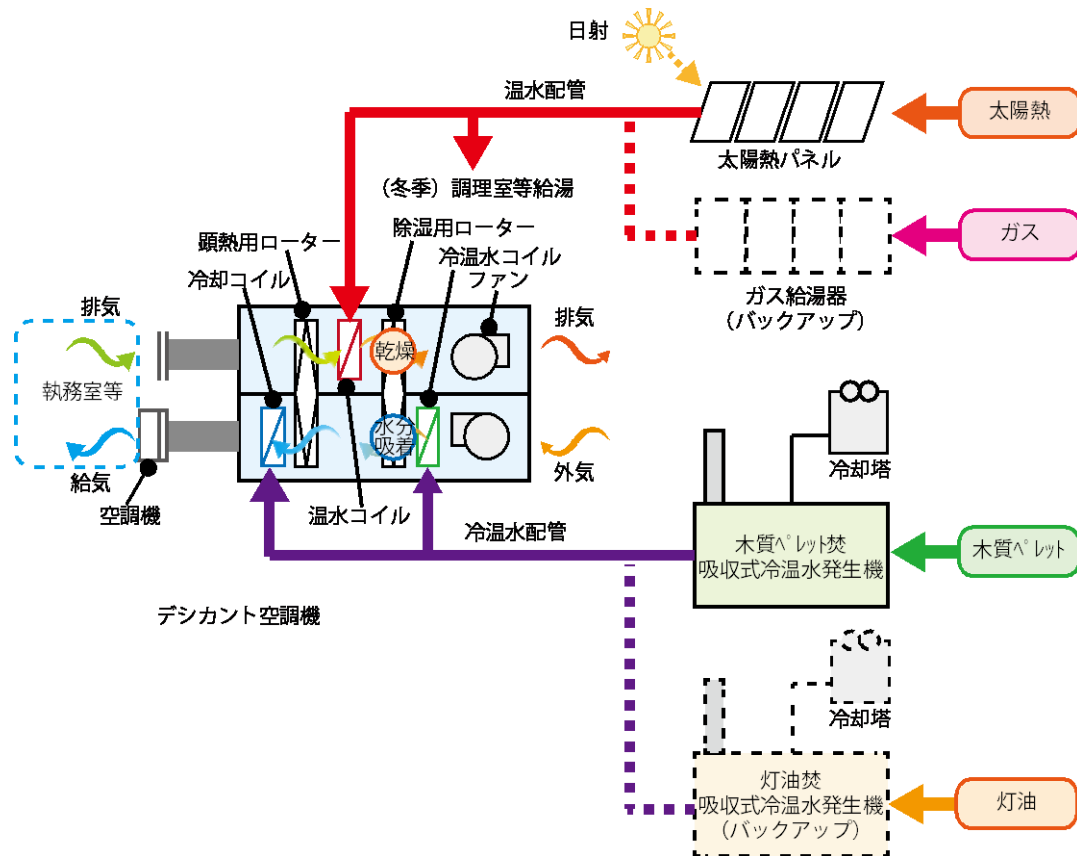 日射
温水配管
太陽熱
太陽熱パネル
(冬季)調理室等給湯
ガス
除湿用ローター
顕熱用ローター
冷温水コイル
冷却コイル
ファン
ガス給湯器
(バックアップ)
排気
排気
乾燥
執務室等
水分
吸着
給気
外気
空調機
温水コイル
冷却塔
冷温水配管
木質ペレット焚
吸収式冷温水発生機
木質ペレット
デシカント空調機
冷却塔
灯油焚
吸収式冷温水発生機
(バックアップ)
灯油